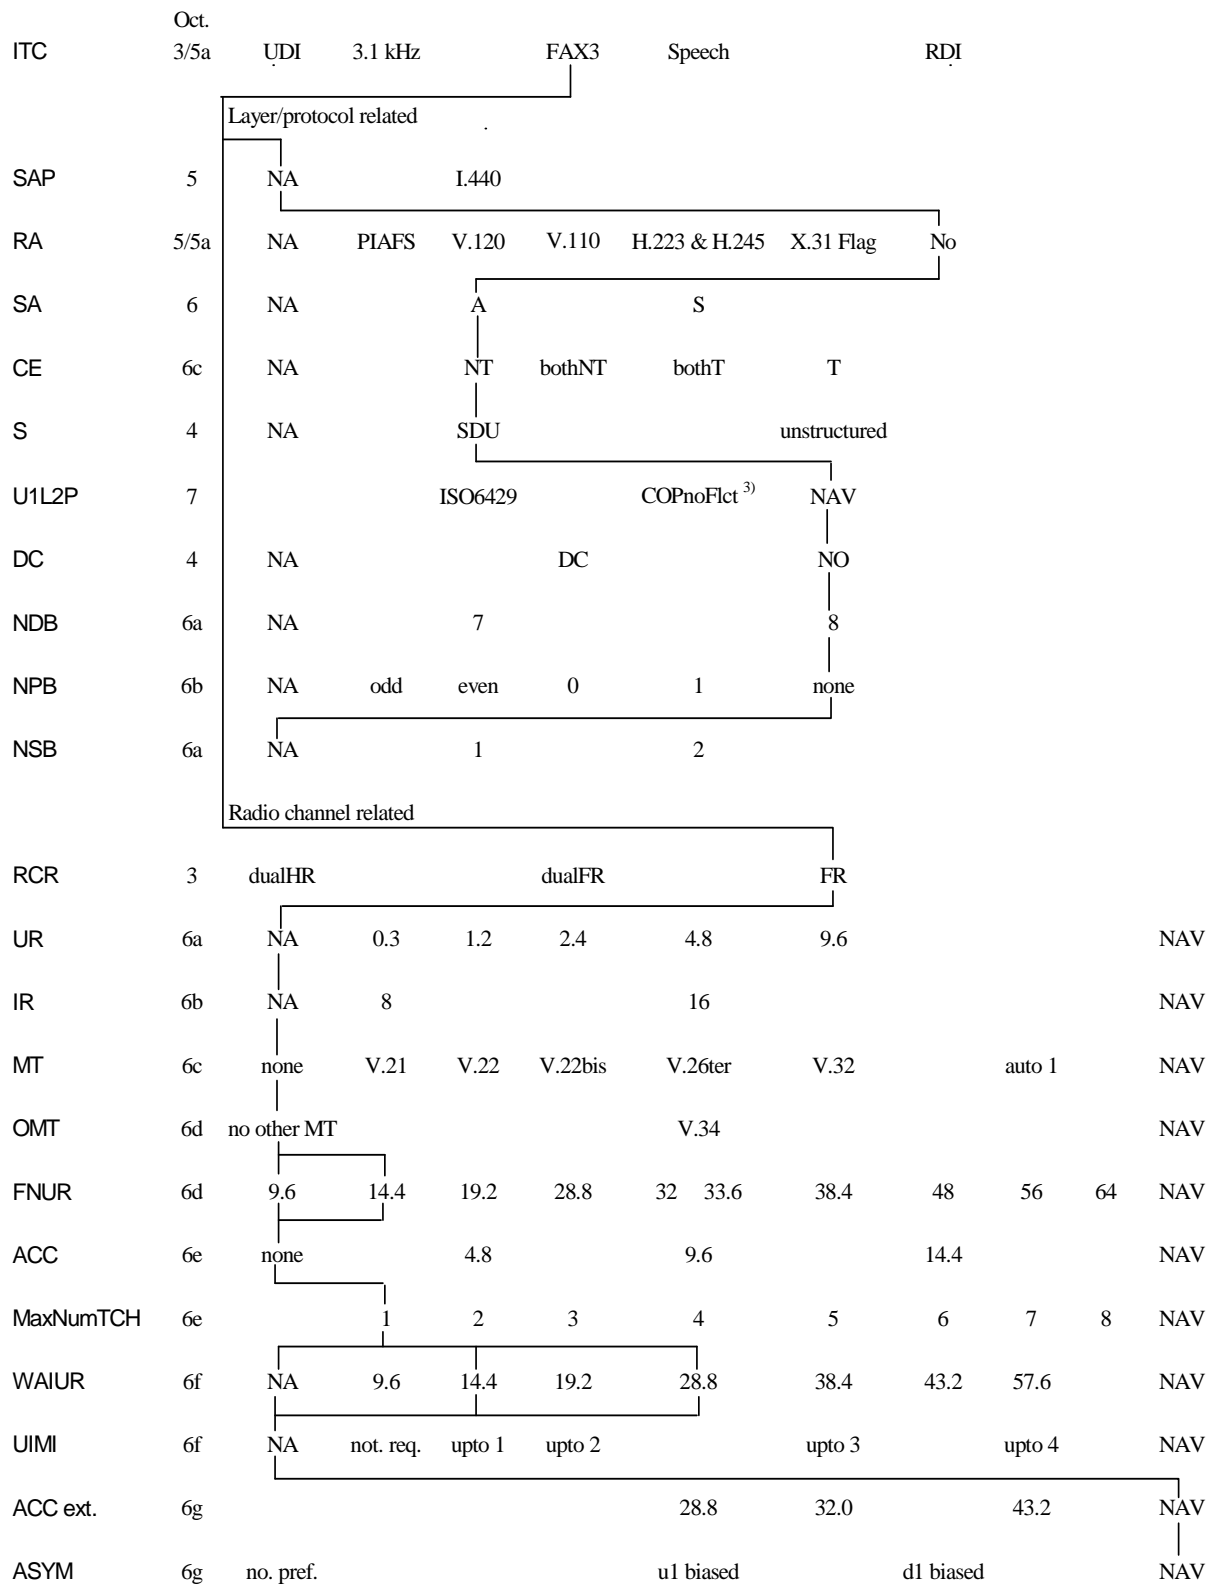 Oct.
ITC 3/5a UDI 3.1 kHz FAX3 Speech RDI
Layer/protocol related
SAP 5 NA I.440
RA 5/5a NA PIAFS V.120 V.110 H.223 & H.245 X.31 Flag No
SA 6 NA A S
CE 6c NA NT bothNT bothT T
S 4 NA SDU unstructured
U1L2P 7 ISO6429 COPnoFlct 3) NAV
DC 4 NA DC NO
NDB 6a NA 7 8
NPB 6b NA odd even 0 1 none
NSB 6a NA 1 2
Radio channel related
RCR 3 dualHR dualFR FR
UR 6a NA 0.3 1.2 2.4 4.8 9.6 NAV
IR 6b NA 8 16 NAV
MT 6c none V.21 V.22 V.22bis V.26ter V.32 auto 1 NAV
OMT 6d no other MT V.34 NAV
FNUR 6d 9.6 14.4 19.2 28.8 32 33.6 38.4 48 56 64 NAV
ACC 6e none 4.8 9.6 14.4 NAV
MaxNumTCH 6e 1 2 3 4 5 6 7 8 NAV
WAIUR 6f NA 9.6 14.4 19.2 28.8 38.4 43.2 57.6 NAV
UIMI 6f NA not. req. upto 1 upto 2 upto 3 upto 4 NAV
ACC ext. 6g 28.8 32.0 43.2 NAV
ASYM 6g no. pref. u1 biased d1 biased NAV